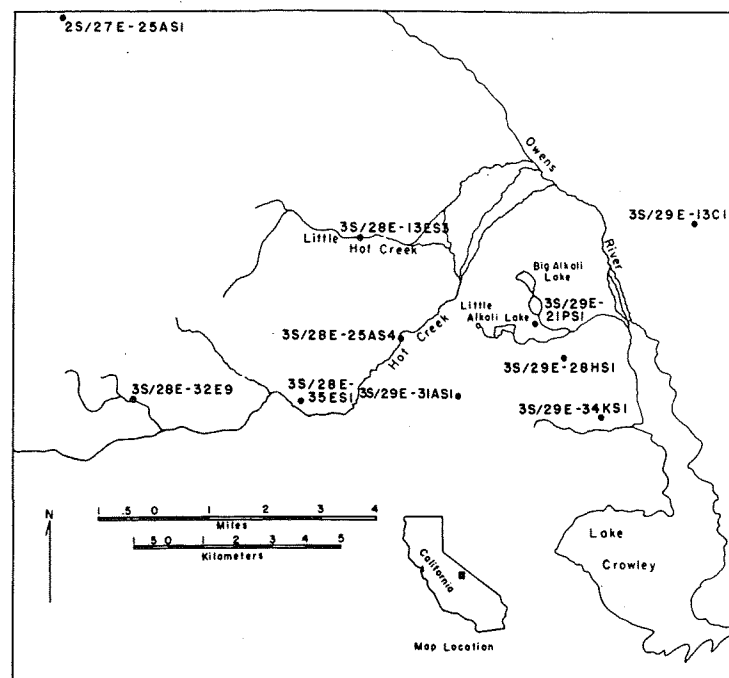 2S/27E-25AS1
Owens
3S/29E-13C1
3S/28E-13ES3
Little
Hot Creek
River
Big Alkali
Lake
3S/29E-
21PS1
Little
Alkali Lake
3S/28E-25AS4
Hot Creek
3S/29E-28HS1
3S/28E-32E9
3S/28E-
35ES1
3S/29E-31AS1
3S/29E-34KS1
N
1 .5 0 1 2 3 4
Miles
1 .5 0 1 2 3 4 5
Kilometers
California
Map Location
Lake
Crowley